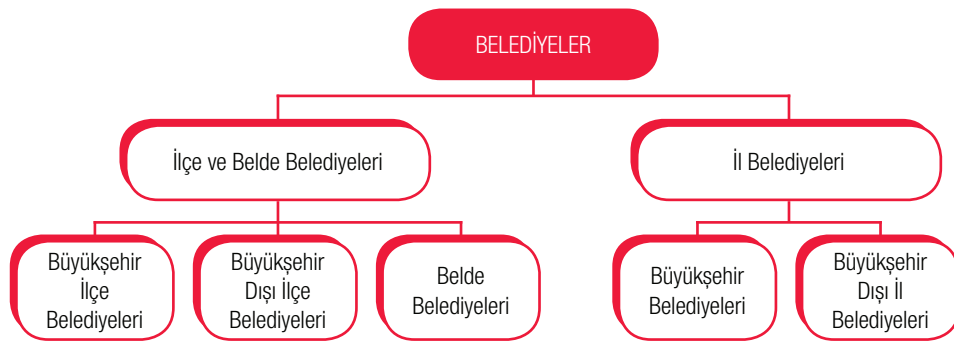 BELEDİYELER
İlçe ve Belde Belediyeleri
İl Belediyeleri
Büyükşehir
İlçe
Belediyeleri
Büyükşehir
Dışı İlçe
Belediyeleri
Belde
Belediyeleri
Büyükşehir
Belediyeleri
Büyükşehir
Dışı İl
Belediyeleri